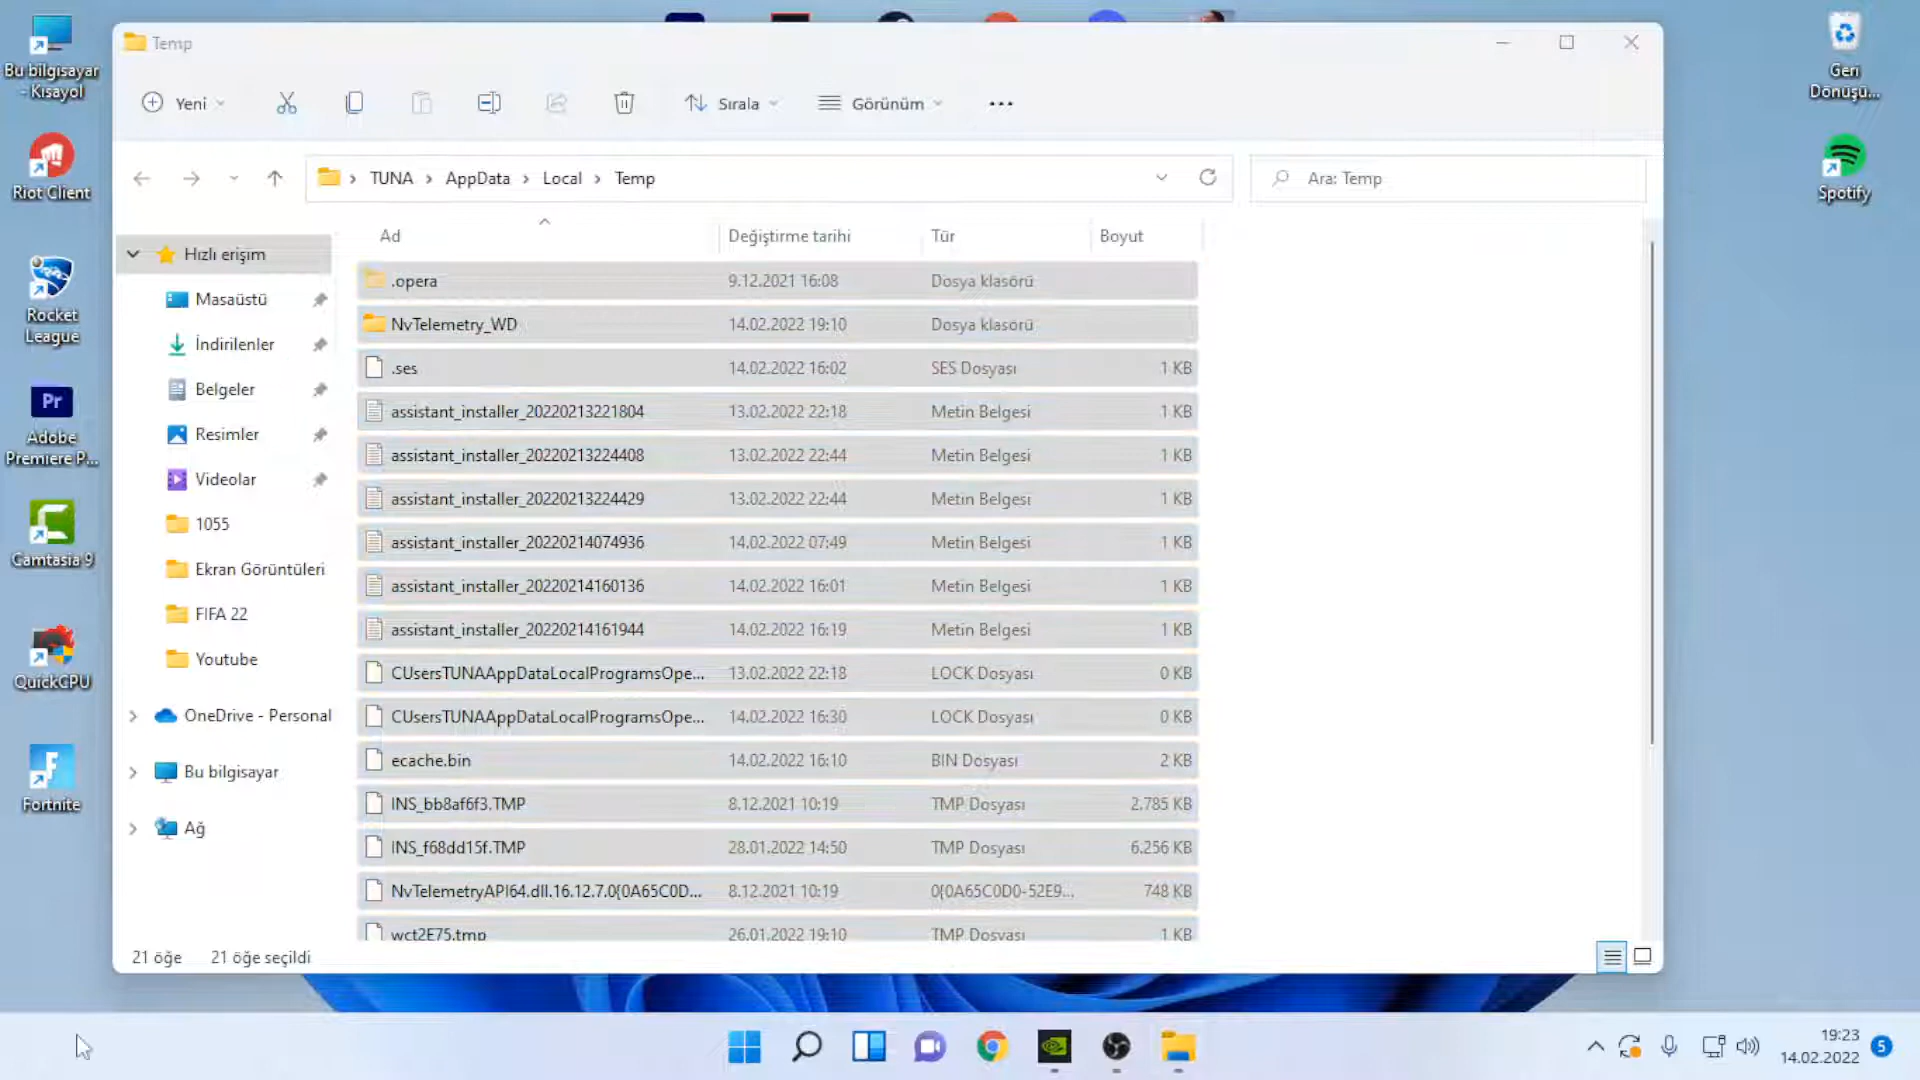 Bu bilgisayar
- Kısayol
Riot Client
Rocket
League
Pr
Adobe
Premiere P...
Camtasia 9
QuickCPU
Fortnite
Geri
Dönüşü...
Spotify
Temp
Yeni
Sırala
Görünüm
TUNA > AppData > Local > Temp
Ara: Temp
Ad Değiştirme tarihi Tür Boyut
Hızlı erişim
Masaüstü
İndirilenler
Belgeler
Resimler
Videolar
1055
Ekran Görüntüleri
FIFA 22
Youtube
OneDrive - Personal
Bu bilgisayar
Ağ
.opera 9.12.2021 16:08 Dosya klasörü
NvTelemetry_WD 14.02.2022 19:10 Dosya klasörü
.ses 14.02.2022 16:02 SES Dosyası 1 KB
assistant_installer_20220213221804 13.02.2022 22:18 Metin Belgesi 1 KB
assistant_installer_20220213224408 13.02.2022 22:44 Metin Belgesi 1 KB
assistant_installer_20220213224429 13.02.2022 22:44 Metin Belgesi 1 KB
assistant_installer_20220214074936 14.02.2022 07:49 Metin Belgesi 1 KB
assistant_installer_20220214160136 14.02.2022 16:01 Metin Belgesi 1 KB
assistant_installer_20220214161944 14.02.2022 16:19 Metin Belgesi 1 KB
CUsersTUNAAppDataLocalProgramsOpe... 13.02.2022 22:18 LOCK Dosyası 0 KB
CUsersTUNAAppDataLocalProgramsOpe... 14.02.2022 16:30 LOCK Dosyası 0 KB
ecache.bin 14.02.2022 16:10 BIN Dosyası 2 KB
INS_bb8af6f3.TMP 8.12.2021 10:19 TMP Dosyası 2.785 KB
INS_f68dd15f.TMP 28.01.2022 14:50 TMP Dosyası 6.256 KB
NvTelemetryAPI64.dll.16.12.7.0{0A65C0D... 8.12.2021 10:19 0{0A65C0D0-52E9... 748 KB
wct2E75.tmp 26.01.2022 19:10 TMP Dosyası 1 KB
21 öğe 21 öğe seçildi
19:23
14.02.2022
5